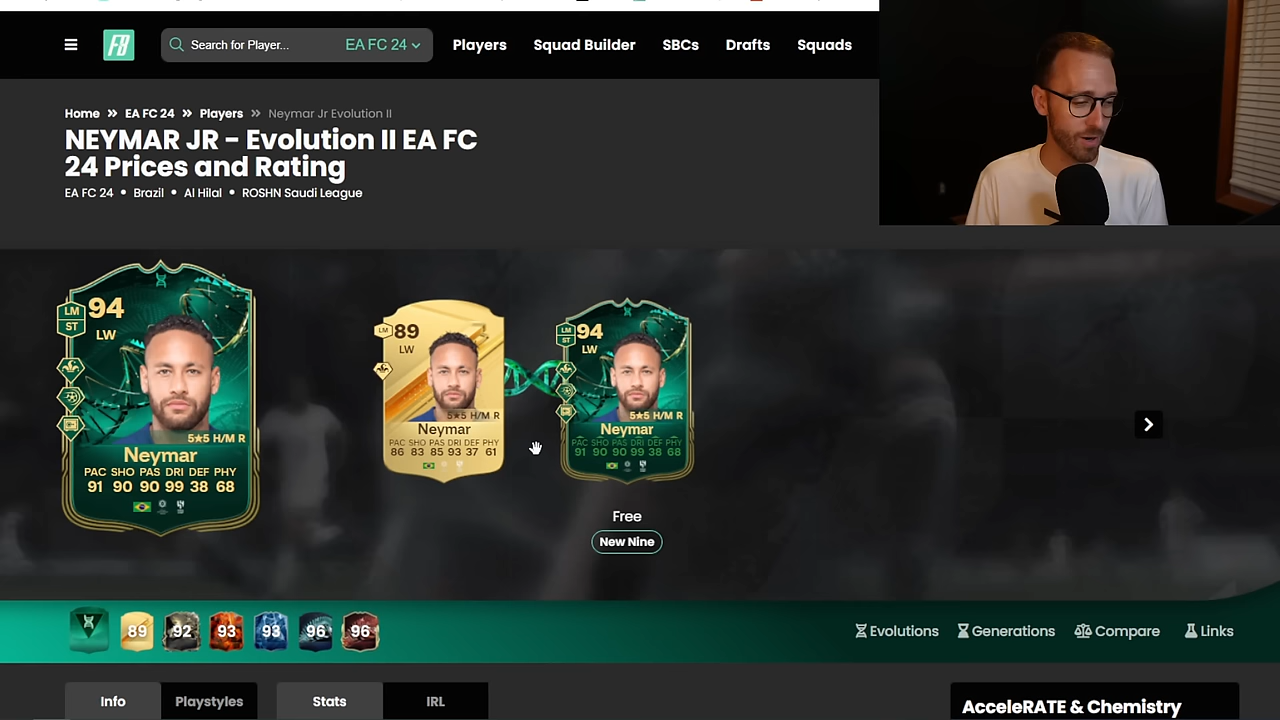 FB
Search for Player...
EA FC 24
Players
Squad Builder
SBCs
Drafts
Squads
Home » EA FC 24 » Players » Neymar Jr Evolution II
NEYMAR JR - Evolution II EA FC
24 Prices and Rating
EA FC 24 • Brazil • Al Hilal • ROSHN Saudi League
LM
ST
94
LW
5★5 H/M R
Neymar
PAC SHO PAS DRI DEF PHY
91 90 90 99 38 68
LM
89
LW
5★5 H/M R
Neymar
PAC SHO PAS DRI DEF PHY
86 83 85 93 37 61
LM
ST
94
LW
5★5 H/M R
Neymar
PAC SHO PAS DRI DEF PHY
91 90 90 99 38 68
Free
New Nine
89 92 93 93 96 96
Evolutions
Generations
Compare
Links
Info
Playstyles
Stats
IRL
AcceleRATE & Chemistry